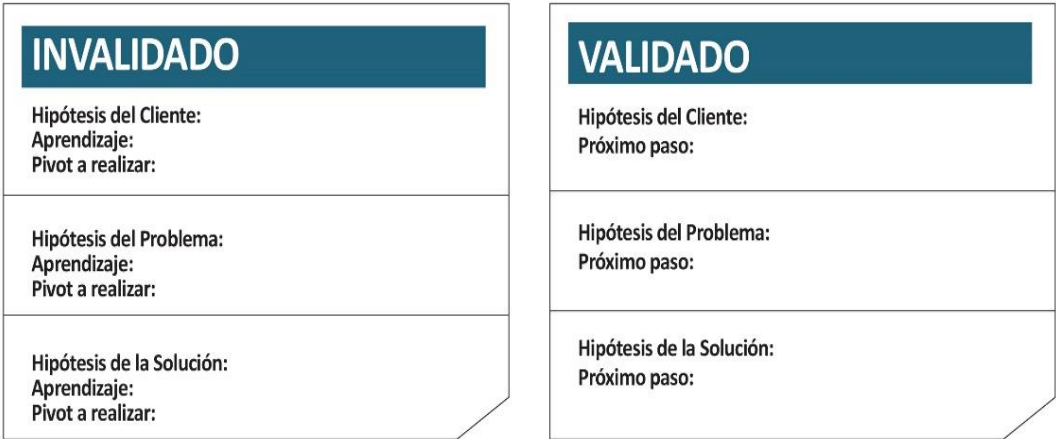 INVALIDADO
Hipótesis del Cliente:
Aprendizaje:
Pivot a realizar:
Hipótesis del Problema:
Aprendizaje:
Pivot a realizar:
Hipótesis de la Solución:
Aprendizaje:
Pivot a realizar:
VALIDADO
Hipótesis del Cliente:
Próximo paso:
Hipótesis del Problema:
Próximo paso:
Hipótesis de la Solución:
Próximo paso: